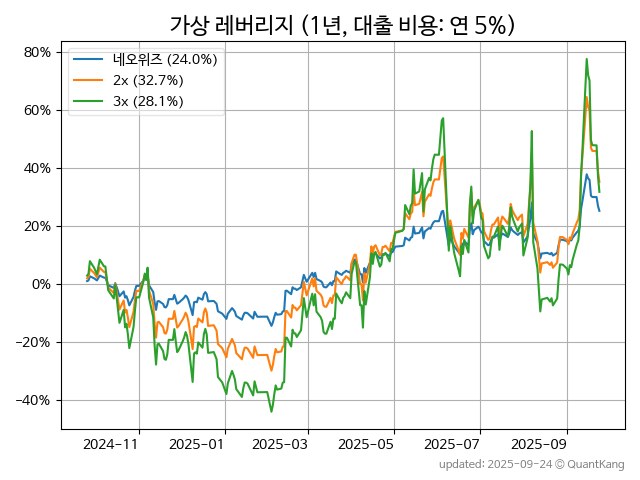 가상 레버리지 (1년, 대출 비용: 연 5%)
80%
60%
40%
20%
0%
−20%
−40%
네오위즈 (24.0%)
2x (32.7%)
3x (28.1%)
2024-11
2025-01
2025-03
2025-05
2025-07
2025-09
updated: 2025-09-24 © QuantKang